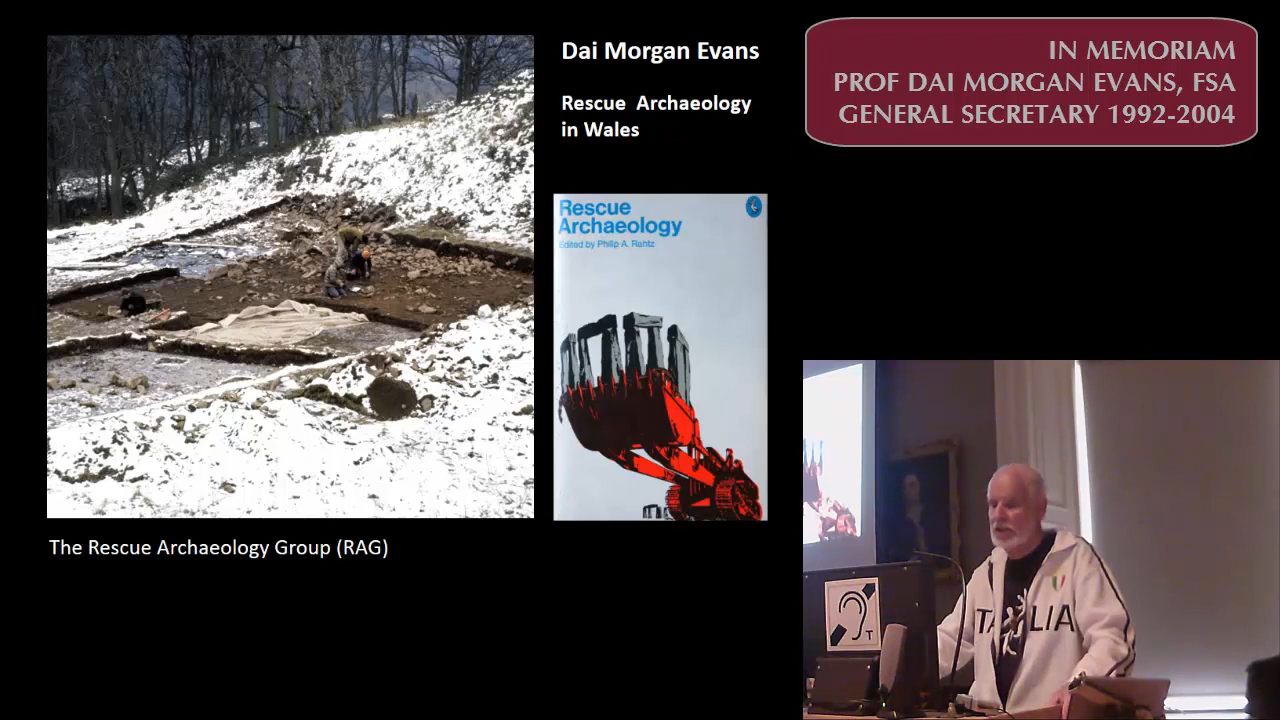 Dai Morgan Evans
Rescue Archaeology
in Wales
IN MEMORIAM
PROF DAI MORGAN EVANS, FSA
GENERAL SECRETARY 1992-2004
Rescue
Archaeology
Edited by Philip A. Rahtz
The Rescue Archaeology Group (RAG)
ITALIA
T